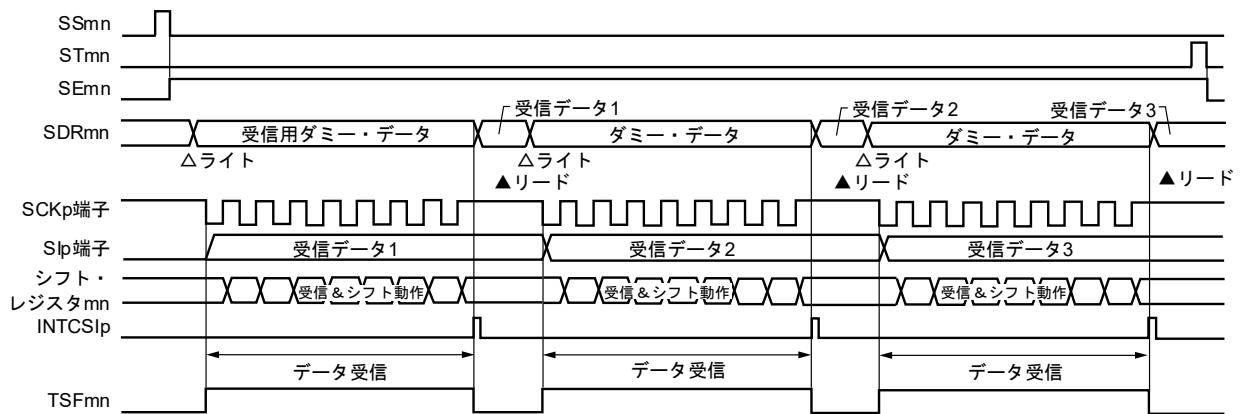 SSmn
STmn
SEmn
受信データ1
受信データ2
受信データ3
SDRmn
受信用ダミー・データ
ダミー・データ
ダミー・データ
△ライト
△ライト
△ライト
▲リード
▲リード
▲リード
SCKp端子
SIp端子
受信データ1
受信データ2
受信データ3
シフト・
レジスタmn
受信&シフト動作
受信&シフト動作
受信&シフト動作
INTCSIp
データ受信
データ受信
データ受信
TSFmn